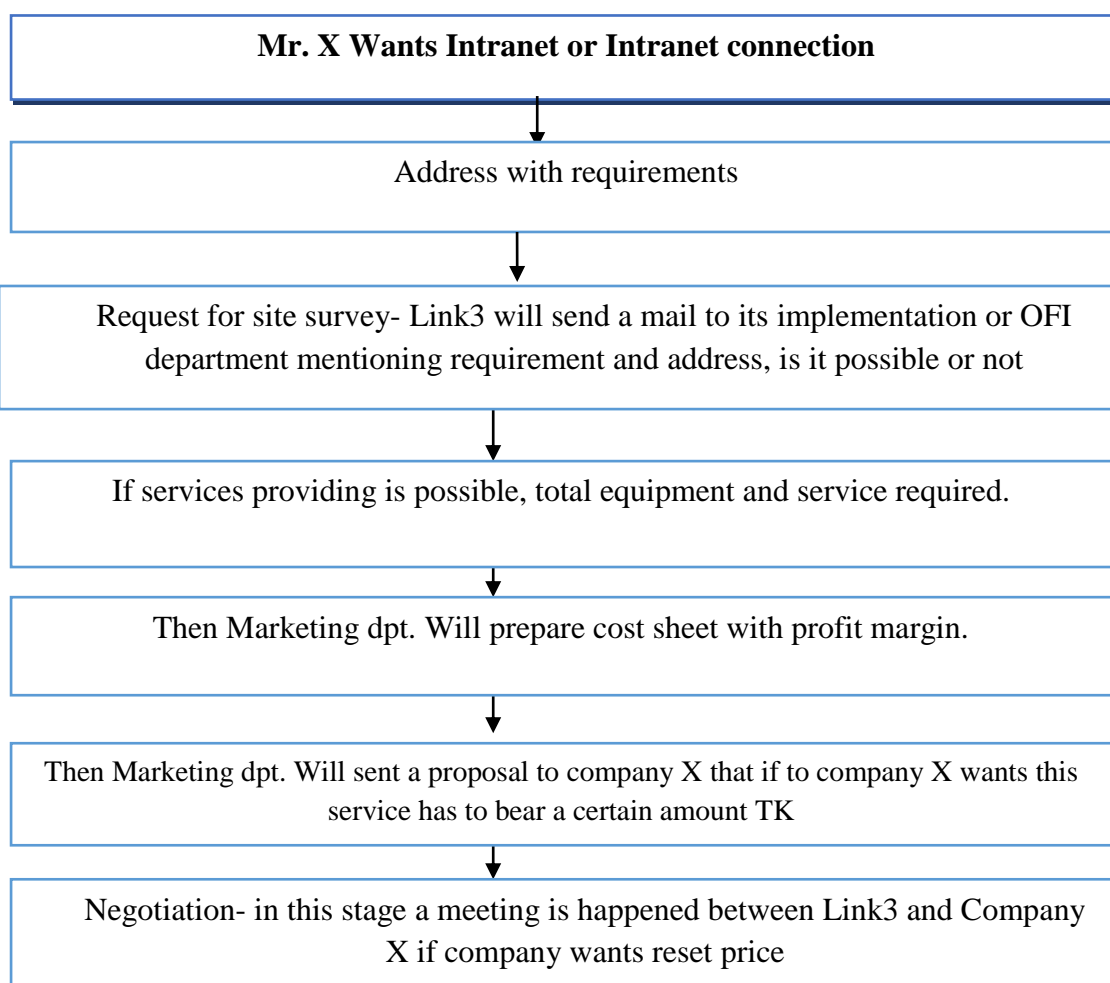 Mr. X Wants Intranet or Intranet connection
Address with requirements
Request for site survey- Link3 will send a mail to its implementation or OFI
department mentioning requirement and address, is it possible or not
If services providing is possible, total equipment and service required.
Then Marketing dpt. Will prepare cost sheet with profit margin.
Then Marketing dpt. Will sent a proposal to company X that if to company X wants this
service has to bear a certain amount TK
Negotiation- in this stage a meeting is happened between Link3 and Company
X if company wants reset price